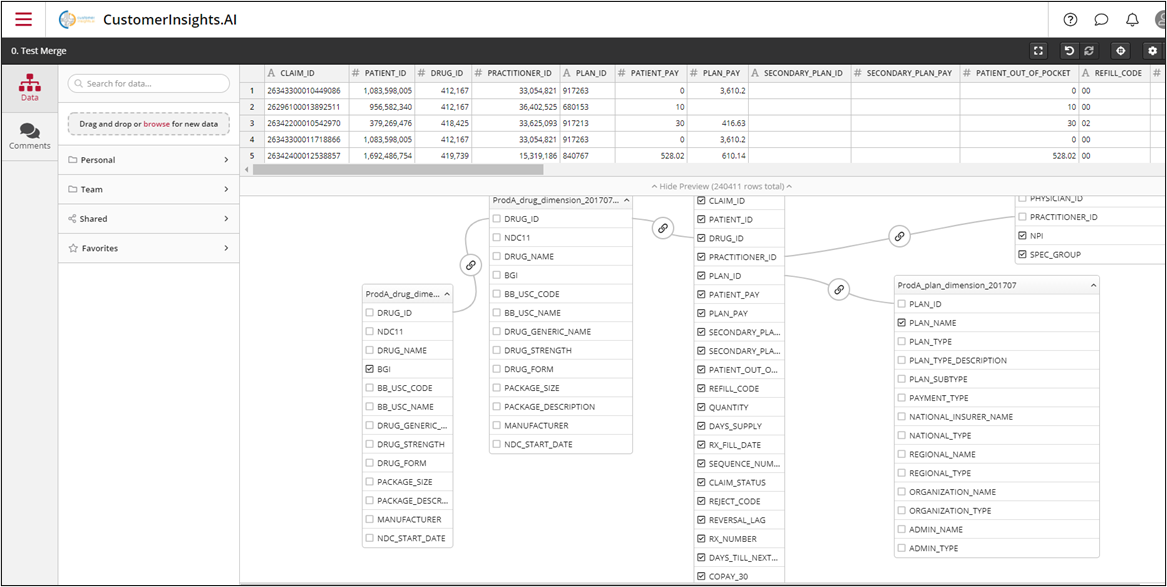 CustomerInsights.AI
0. Test Merge
Data
Comments
Search for data...
Drag and drop or browse for new data
Personal
Team
Shared
Favorites
A CLAIM_ID # PATIENT_ID # DRUG_ID # PRACTITIONER_ID A PLAN_ID # PATIENT_PAY # PLAN_PAY A SECONDARY_PLAN_ID # SECONDARY_PLAN_PAY # PATIENT_OUT_OF_POCKET A REFILL_CODE #
1 26343300010449086 1,083,598,005 412,167 33,054,821 917263 0 3,610.2 0 00
2 26296100013892511 956,582,340 412,167 36,402,525 680153 10 10 00
3 26342200010542970 379,269,476 418,425 33,625,093 917213 30 416.63 30 02
4 26343300011718866 1,083,598,005 412,167 33,054,821 917263 0 3,610.2 0 00
5 26342400012538857 1,692,486,754 419,739 15,319,186 840767 528.02 610.14 528.02 00
Hide Preview (240411 rows total)
ProdA_drug_dime...
DRUG_ID
NDC11
DRUG_NAME
BGI
BB_USC_CODE
BB_USC_NAME
DRUG_GENERIC_...
DRUG_STRENGTH
DRUG_FORM
PACKAGE_SIZE
PACKAGE_DESCR...
MANUFACTURER
NDC_START_DATE
ProdA_drug_dimension_201707...
DRUG_ID
NDC11
DRUG_NAME
BGI
BB_USC_CODE
BB_USC_NAME
DRUG_GENERIC_NAME
DRUG_STRENGTH
DRUG_FORM
PACKAGE_SIZE
PACKAGE_DESCRIPTION
MANUFACTURER
NDC_START_DATE
CLAIM_ID
PATIENT_ID
DRUG_ID
PRACTITIONER_ID
PLAN_ID
PATIENT_PAY
PLAN_PAY
SECONDARY_PLA...
SECONDARY_PLA...
PATIENT_OUT_O...
REFILL_CODE
QUANTITY
DAYS_SUPPLY
RX_FILL_DATE
SEQUENCE_NUM...
CLAIM_STATUS
REJECT_CODE
REVERSAL_LAG
RX_NUMBER
DAYS_TILL_NEXT...
COPAY_30
PHYSICIAN_ID
PRACTITIONER_ID
NPI
SPEC_GROUP
ProdA_plan_dimension_201707
PLAN_ID
PLAN_NAME
PLAN_TYPE
PLAN_TYPE_DESCRIPTION
PLAN_SUBTYPE
PAYMENT_TYPE
NATIONAL_INSURER_NAME
NATIONAL_TYPE
REGIONAL_NAME
REGIONAL_TYPE
ORGANIZATION_NAME
ORGANIZATION_TYPE
ADMIN_NAME
ADMIN_TYPE